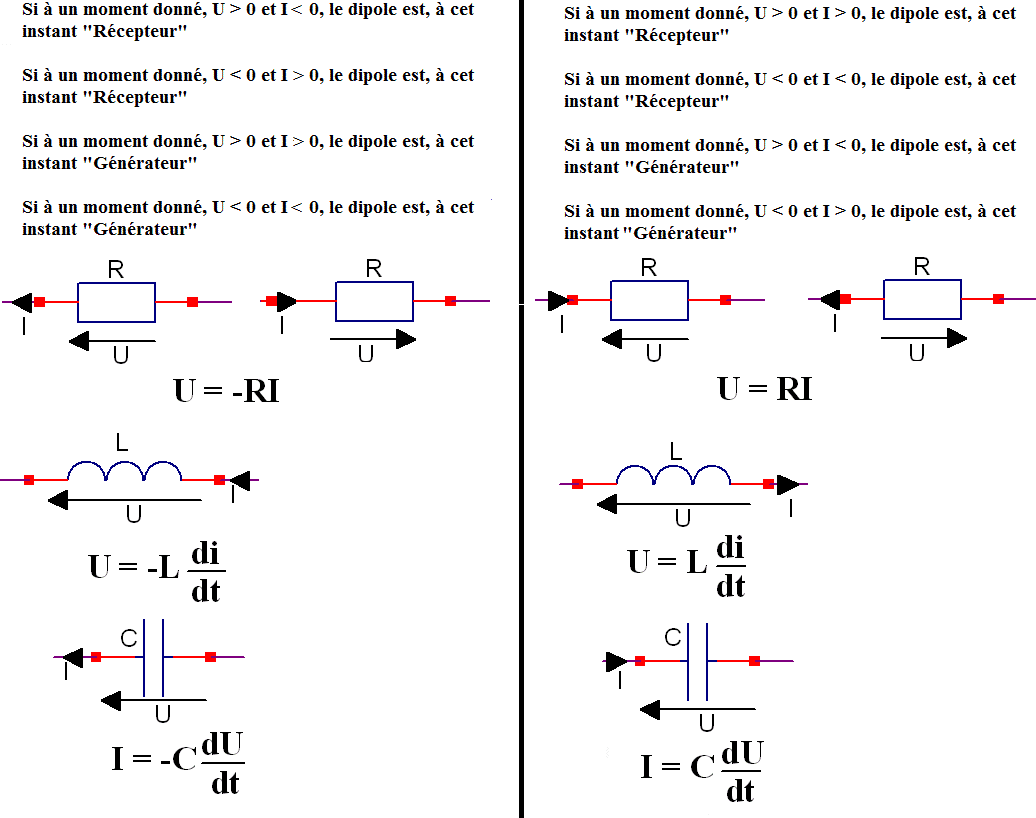 Si à un moment donné, U > 0 et I < 0, le dipole est, à cet
instant "Récepteur"
Si à un moment donné, U < 0 et I > 0, le dipole est, à cet
instant "Récepteur"
Si à un moment donné, U > 0 et I > 0, le dipole est, à cet
instant "Générateur"
Si à un moment donné, U < 0 et I < 0, le dipole est, à cet
instant "Générateur"
R
R
I
I
U
U
U = -RI
L
I
U
U = -L di/dt
C
I
U
I = -C dU/dt
Si à un moment donné, U > 0 et I > 0, le dipole est, à cet
instant "Récepteur"
Si à un moment donné, U < 0 et I < 0, le dipole est, à cet
instant "Récepteur"
Si à un moment donné, U > 0 et I < 0, le dipole est, à cet
instant "Générateur"
Si à un moment donné, U < 0 et I > 0, le dipole est, à cet
instant "Générateur"
R
R
I
I
U
U
U = RI
L
I
U
U = L di/dt
C
I
U
I = C dU/dt